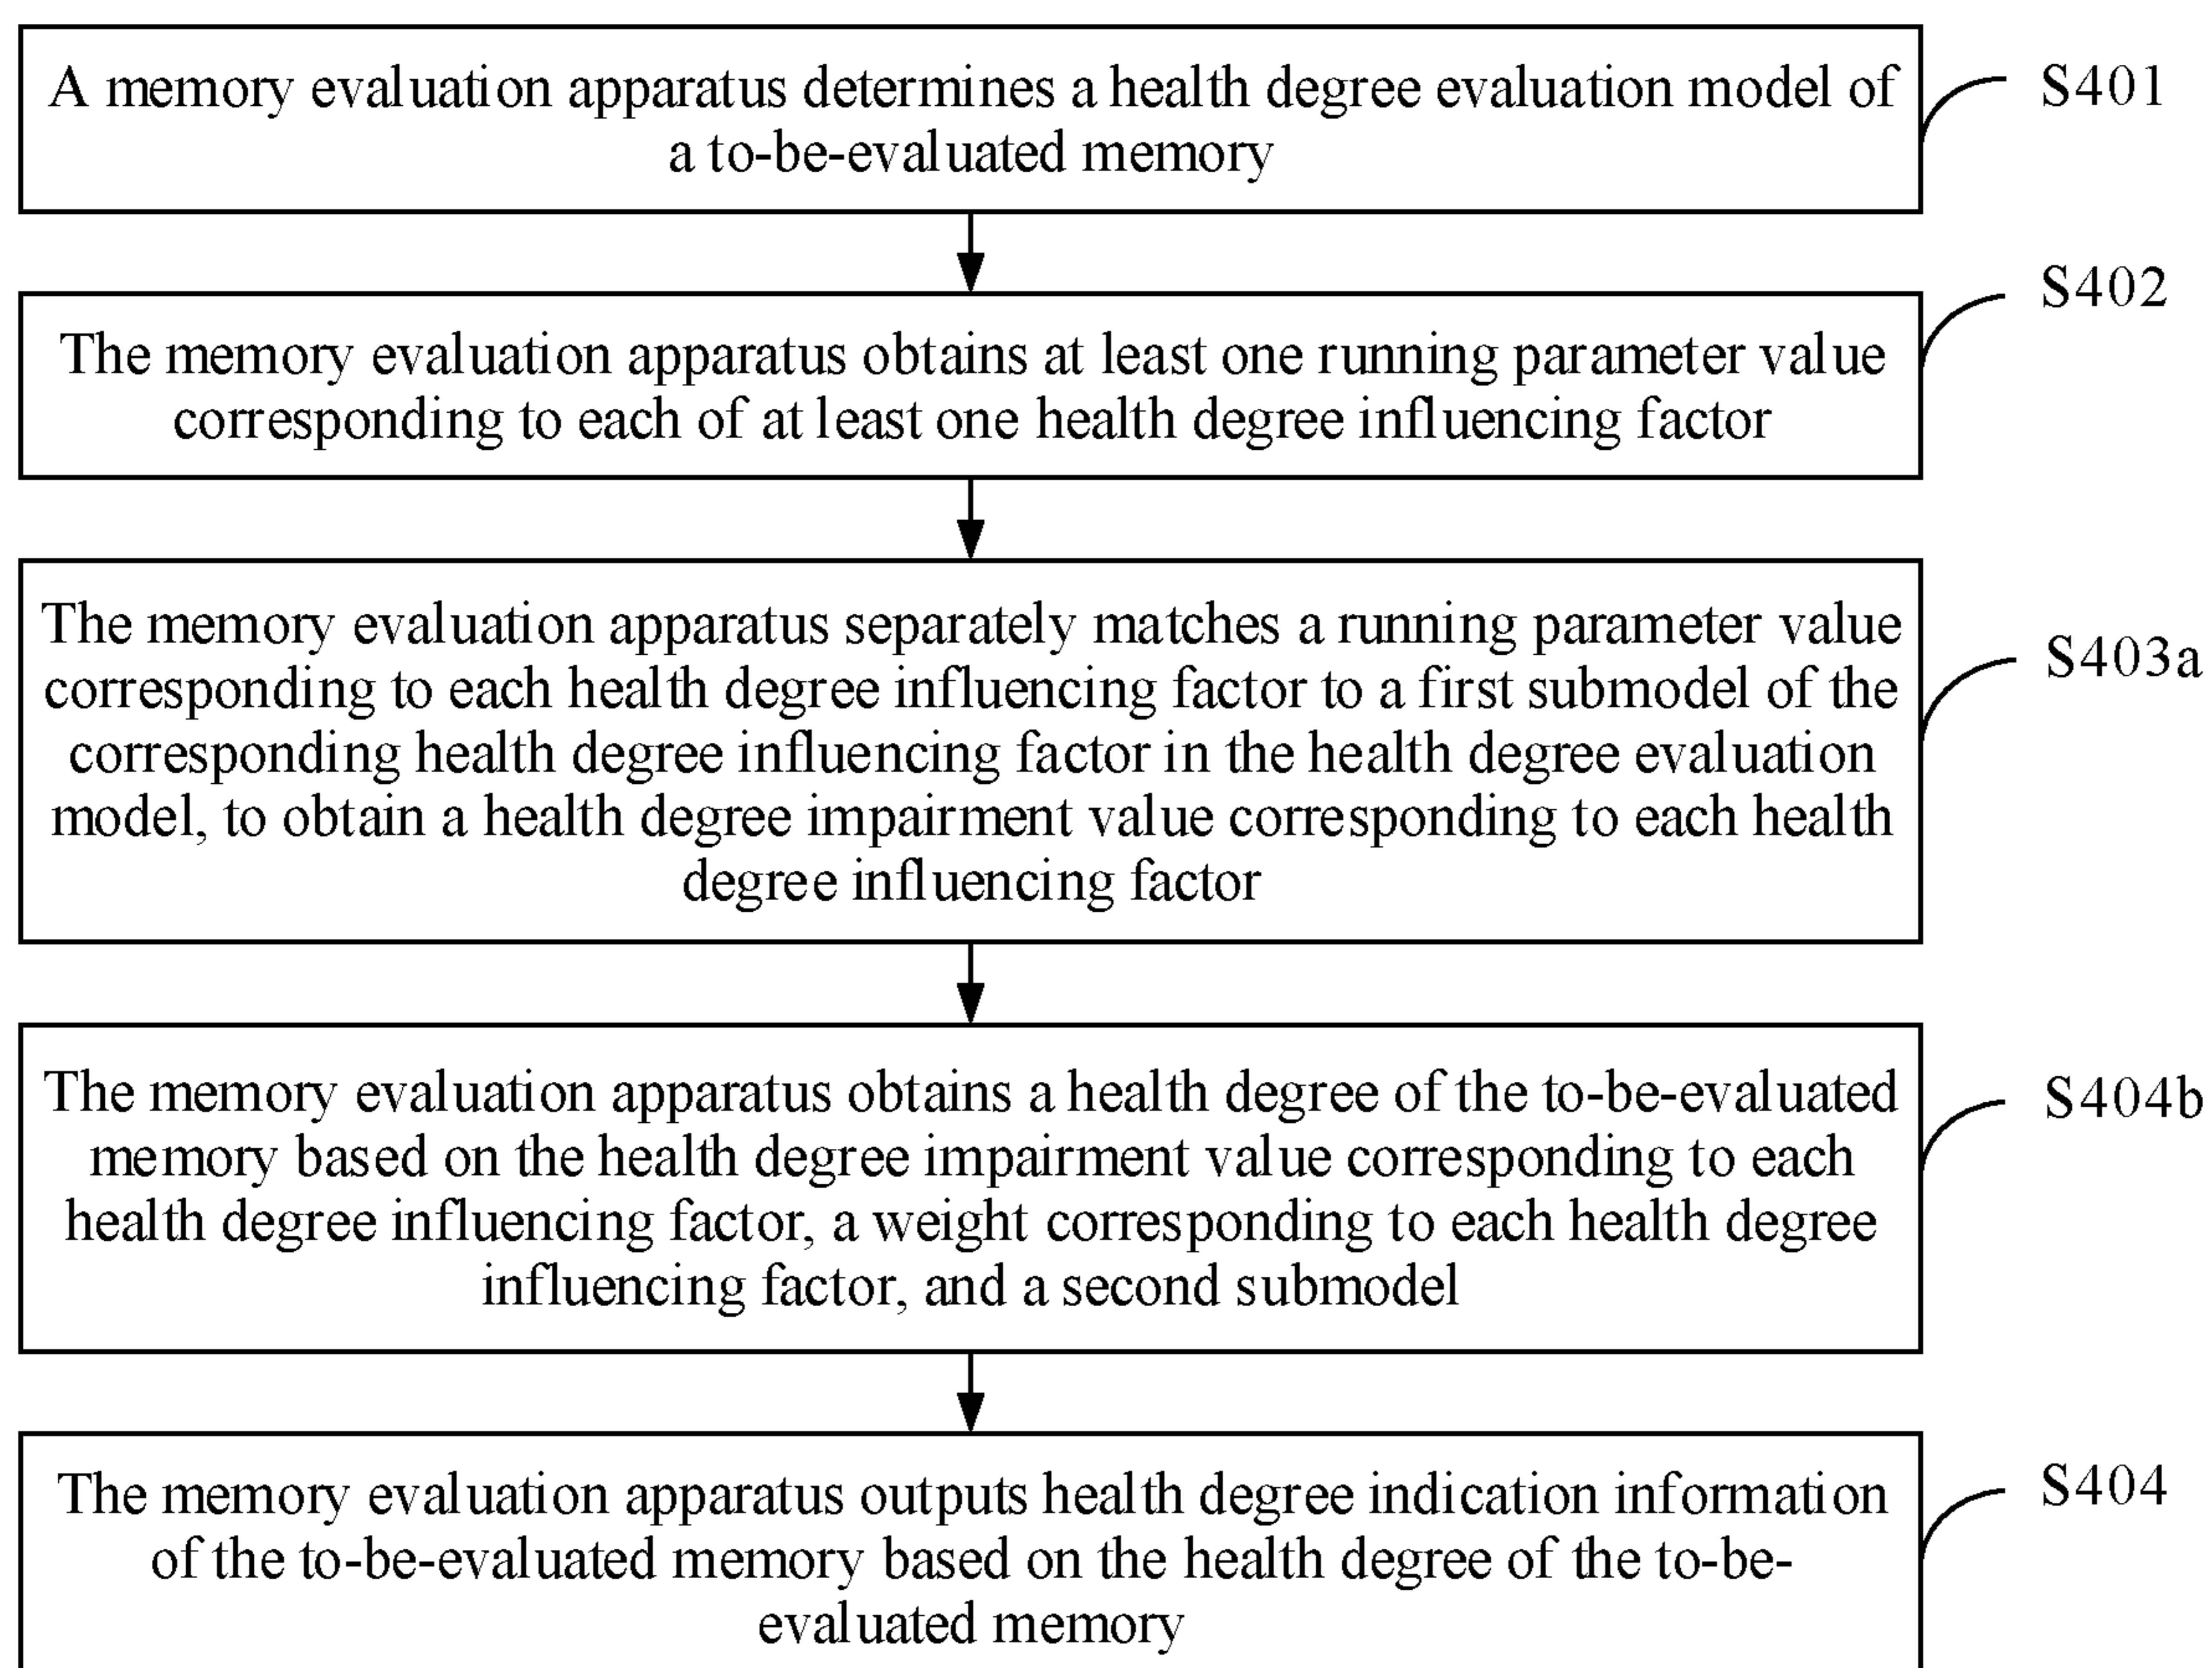 A memory evaluation apparatus determines a health degree evaluation model of
a to-be-evaluated memory
S401
The memory evaluation apparatus obtains at least one running parameter value
corresponding to each of at least one health degree influencing factor
S402
The memory evaluation apparatus separately matches a running parameter value
corresponding to each health degree influencing factor to a first submodel of the
corresponding health degree influencing factor in the health degree evaluation
model, to obtain a health degree impairment value corresponding to each health
degree influencing factor
S403a
The memory evaluation apparatus obtains a health degree of the to-be-evaluated
memory based on the health degree impairment value corresponding to each
health degree influencing factor, a weight corresponding to each health degree
influencing factor, and a second submodel
S404b
The memory evaluation apparatus outputs health degree indication information
of the to-be-evaluated memory based on the health degree of the to-be-
evaluated memory
S404